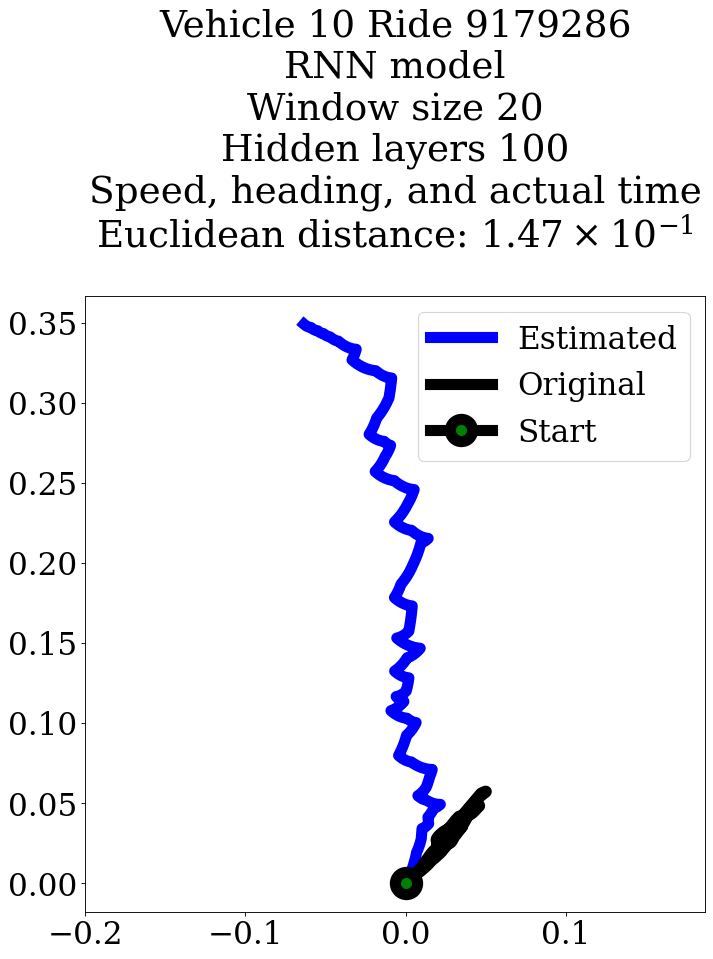 Vehicle 10 Ride 9179286
RNN model
Window size 20
Hidden layers 100
Speed, heading, and actual time
Euclidean distance: 1.47 × 10⁻¹
Estimated
Original
Start
0.35
0.30
0.25
0.20
0.15
0.10
0.05
0.00
−0.2
−0.1
0.0
0.1